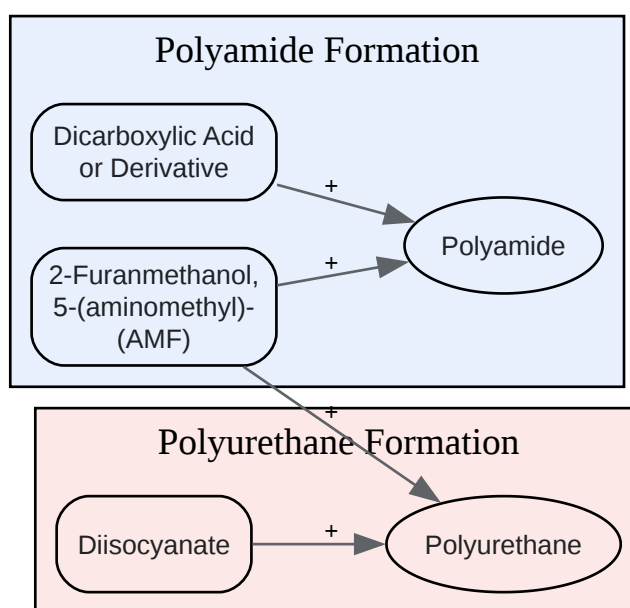 Polyamide Formation
Dicarboxylic Acid
or Derivative
+
Polyamide
+
2-Furanmethanol,
5-(aminomethyl)-
(AMF)
+
Polyurethane Formation
Diisocyanate
+
Polyurethane